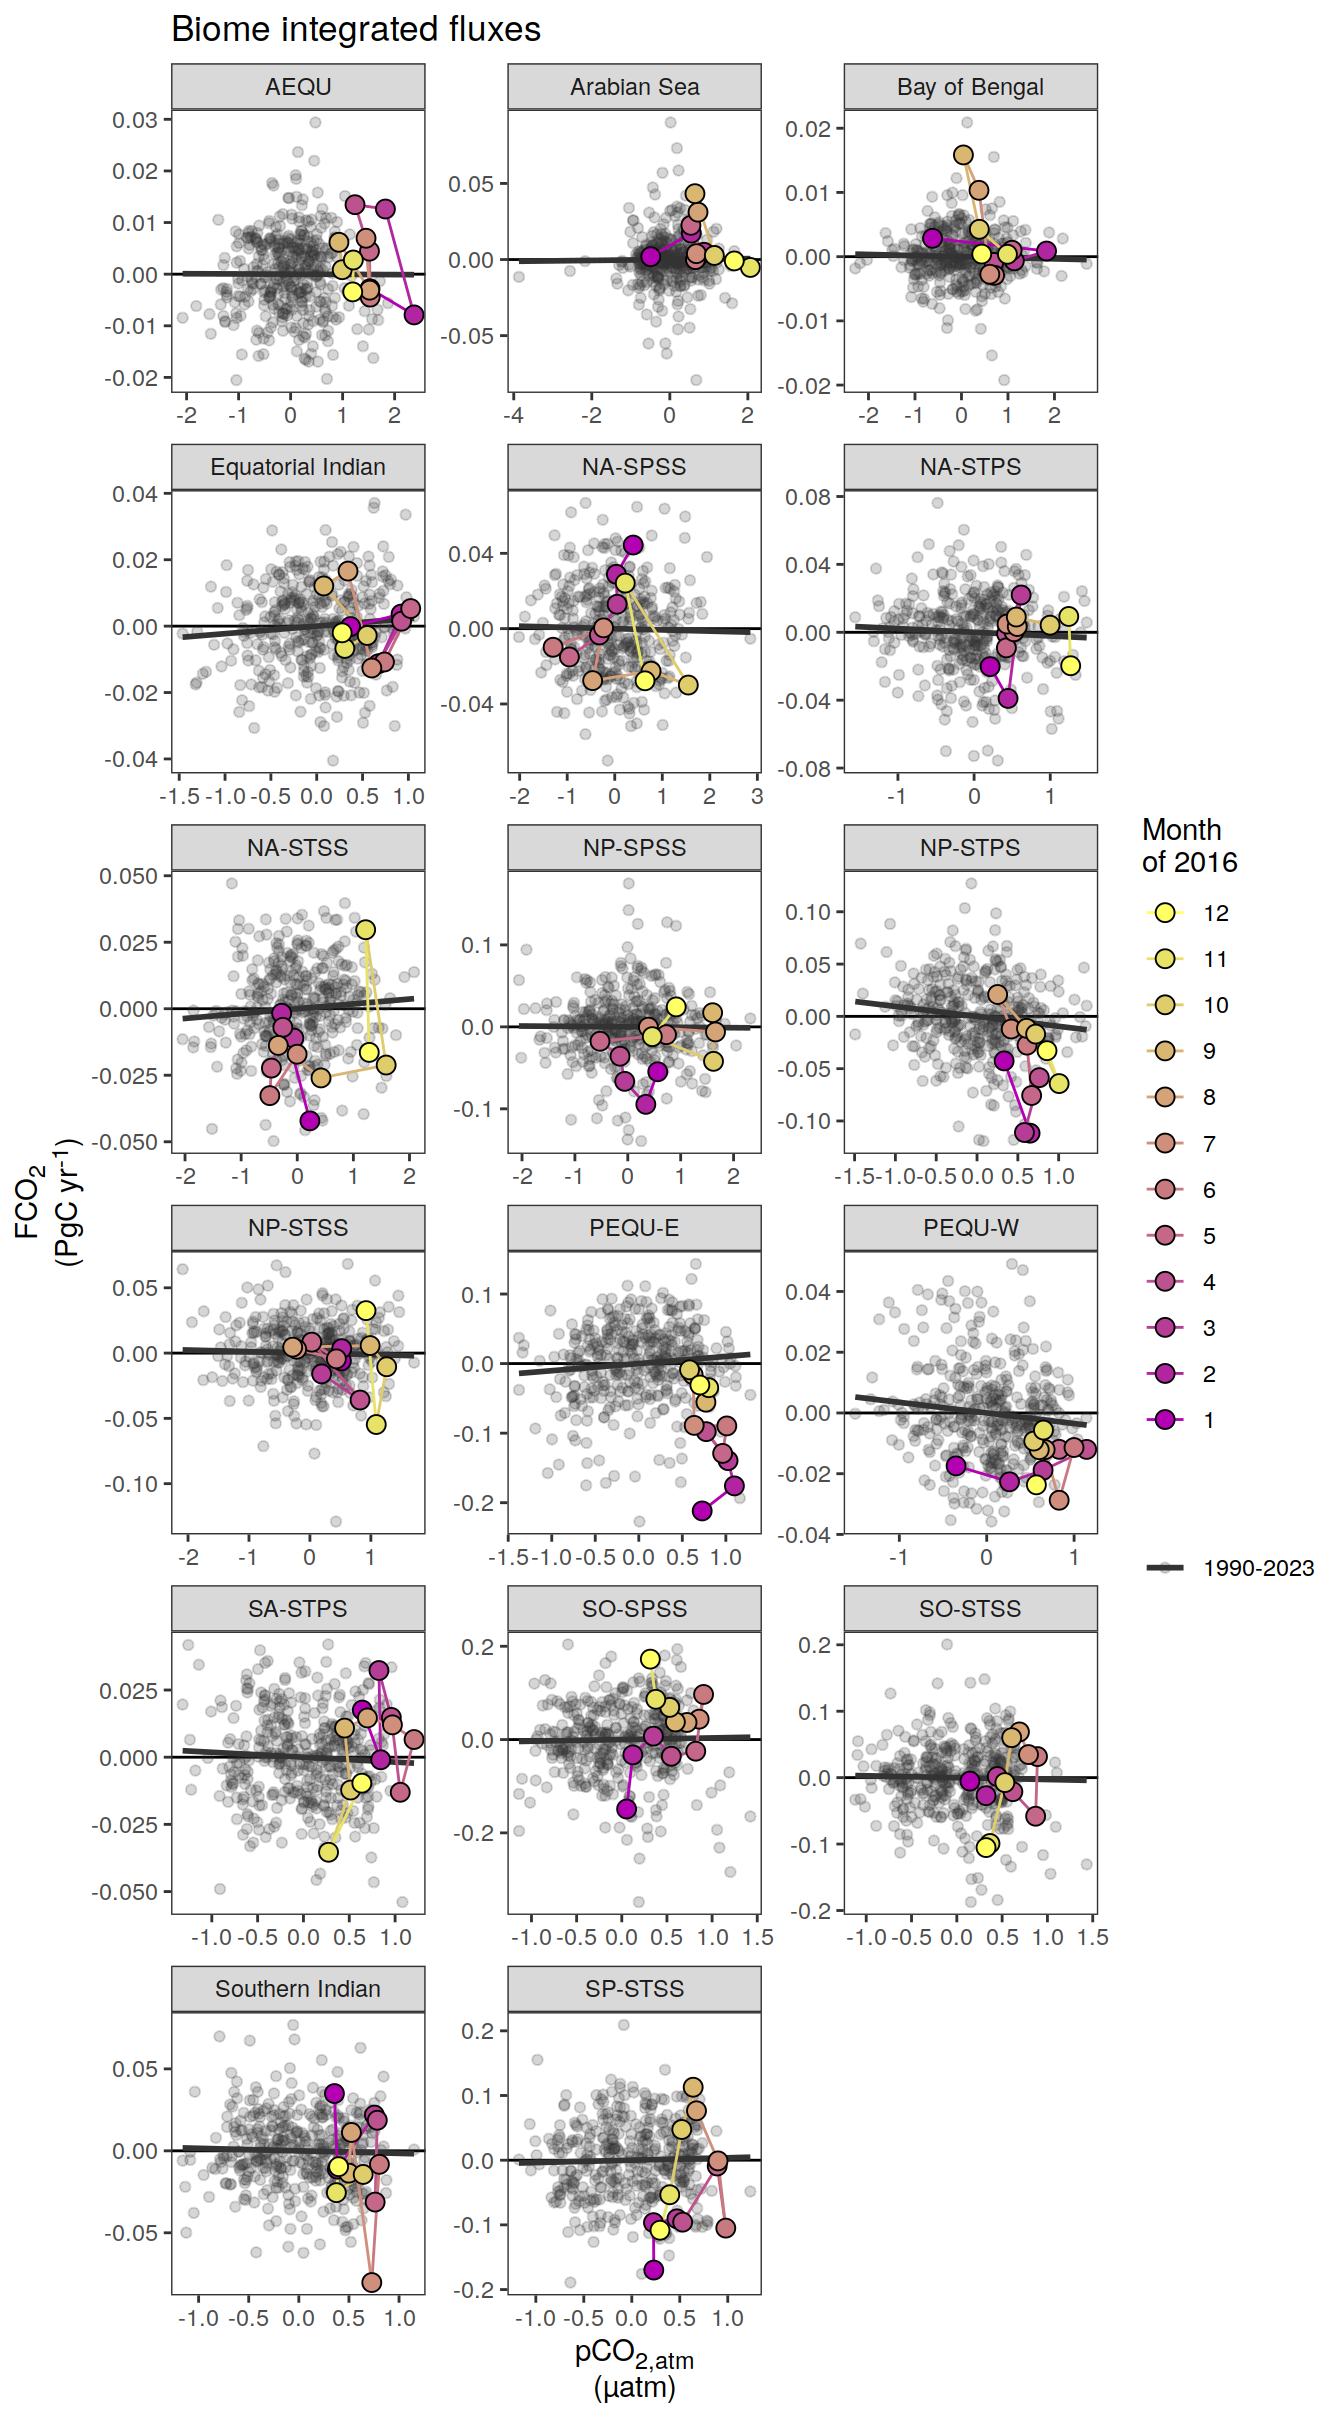 Biome integrated fluxes
AEQU
Arabian Sea
Bay of Bengal
0.03
0.02
0.01
0.00
-0.01
-0.02
0.05
0.00
-0.05
0.02
0.01
0.00
-0.01
-0.02
-2 -1 0 1 2
-4 -2 0 2
-2 -1 0 1 2
Equatorial Indian
NA-SPSS
NA-STPS
0.04
0.02
0.00
-0.02
-0.04
0.04
0.00
-0.04
0.08
0.04
0.00
-0.04
-0.08
-1.5 -1.0 -0.5 0.0 0.5 1.0
-2 -1 0 1 2 3
-1 0 1
NA-STSS
NP-SPSS
NP-STPS
0.050
0.025
0.000
-0.025
-0.050
0.1
0.0
-0.1
0.10
0.05
0.00
-0.05
-0.10
-2 -1 0 1 2
-2 -1 0 1 2
-1.5 -1.0 -0.5 0.0 0.5 1.0
NP-STSS
PEQU-E
PEQU-W
0.05
0.00
-0.05
-0.10
0.1
0.0
-0.1
-0.2
0.04
0.02
0.00
-0.02
-0.04
-2 -1 0 1
-1.5 -1.0 -0.5 0.0 0.5 1.0
-1 0 1
SA-STPS
SO-SPSS
SO-STSS
0.025
0.000
-0.025
-0.050
0.2
0.0
-0.2
0.2
0.1
0.0
-0.1
-0.2
-1.0 -0.5 0.0 0.5 1.0
-1.0 -0.5 0.0 0.5 1.0 1.5
-1.0 -0.5 0.0 0.5 1.0 1.5
Southern Indian
SP-STSS
0.05
0.00
-0.05
0.2
0.1
0.0
-0.1
-0.2
-1.0 -0.5 0.0 0.5 1.0
-1.0 -0.5 0.0 0.5 1.0
FCO₂
(PgC yr⁻¹)
pCO₂,ₐₜₘ
(µatm)
Month
of 2016
12
11
10
9
8
7
6
5
4
3
2
1
1990-2023